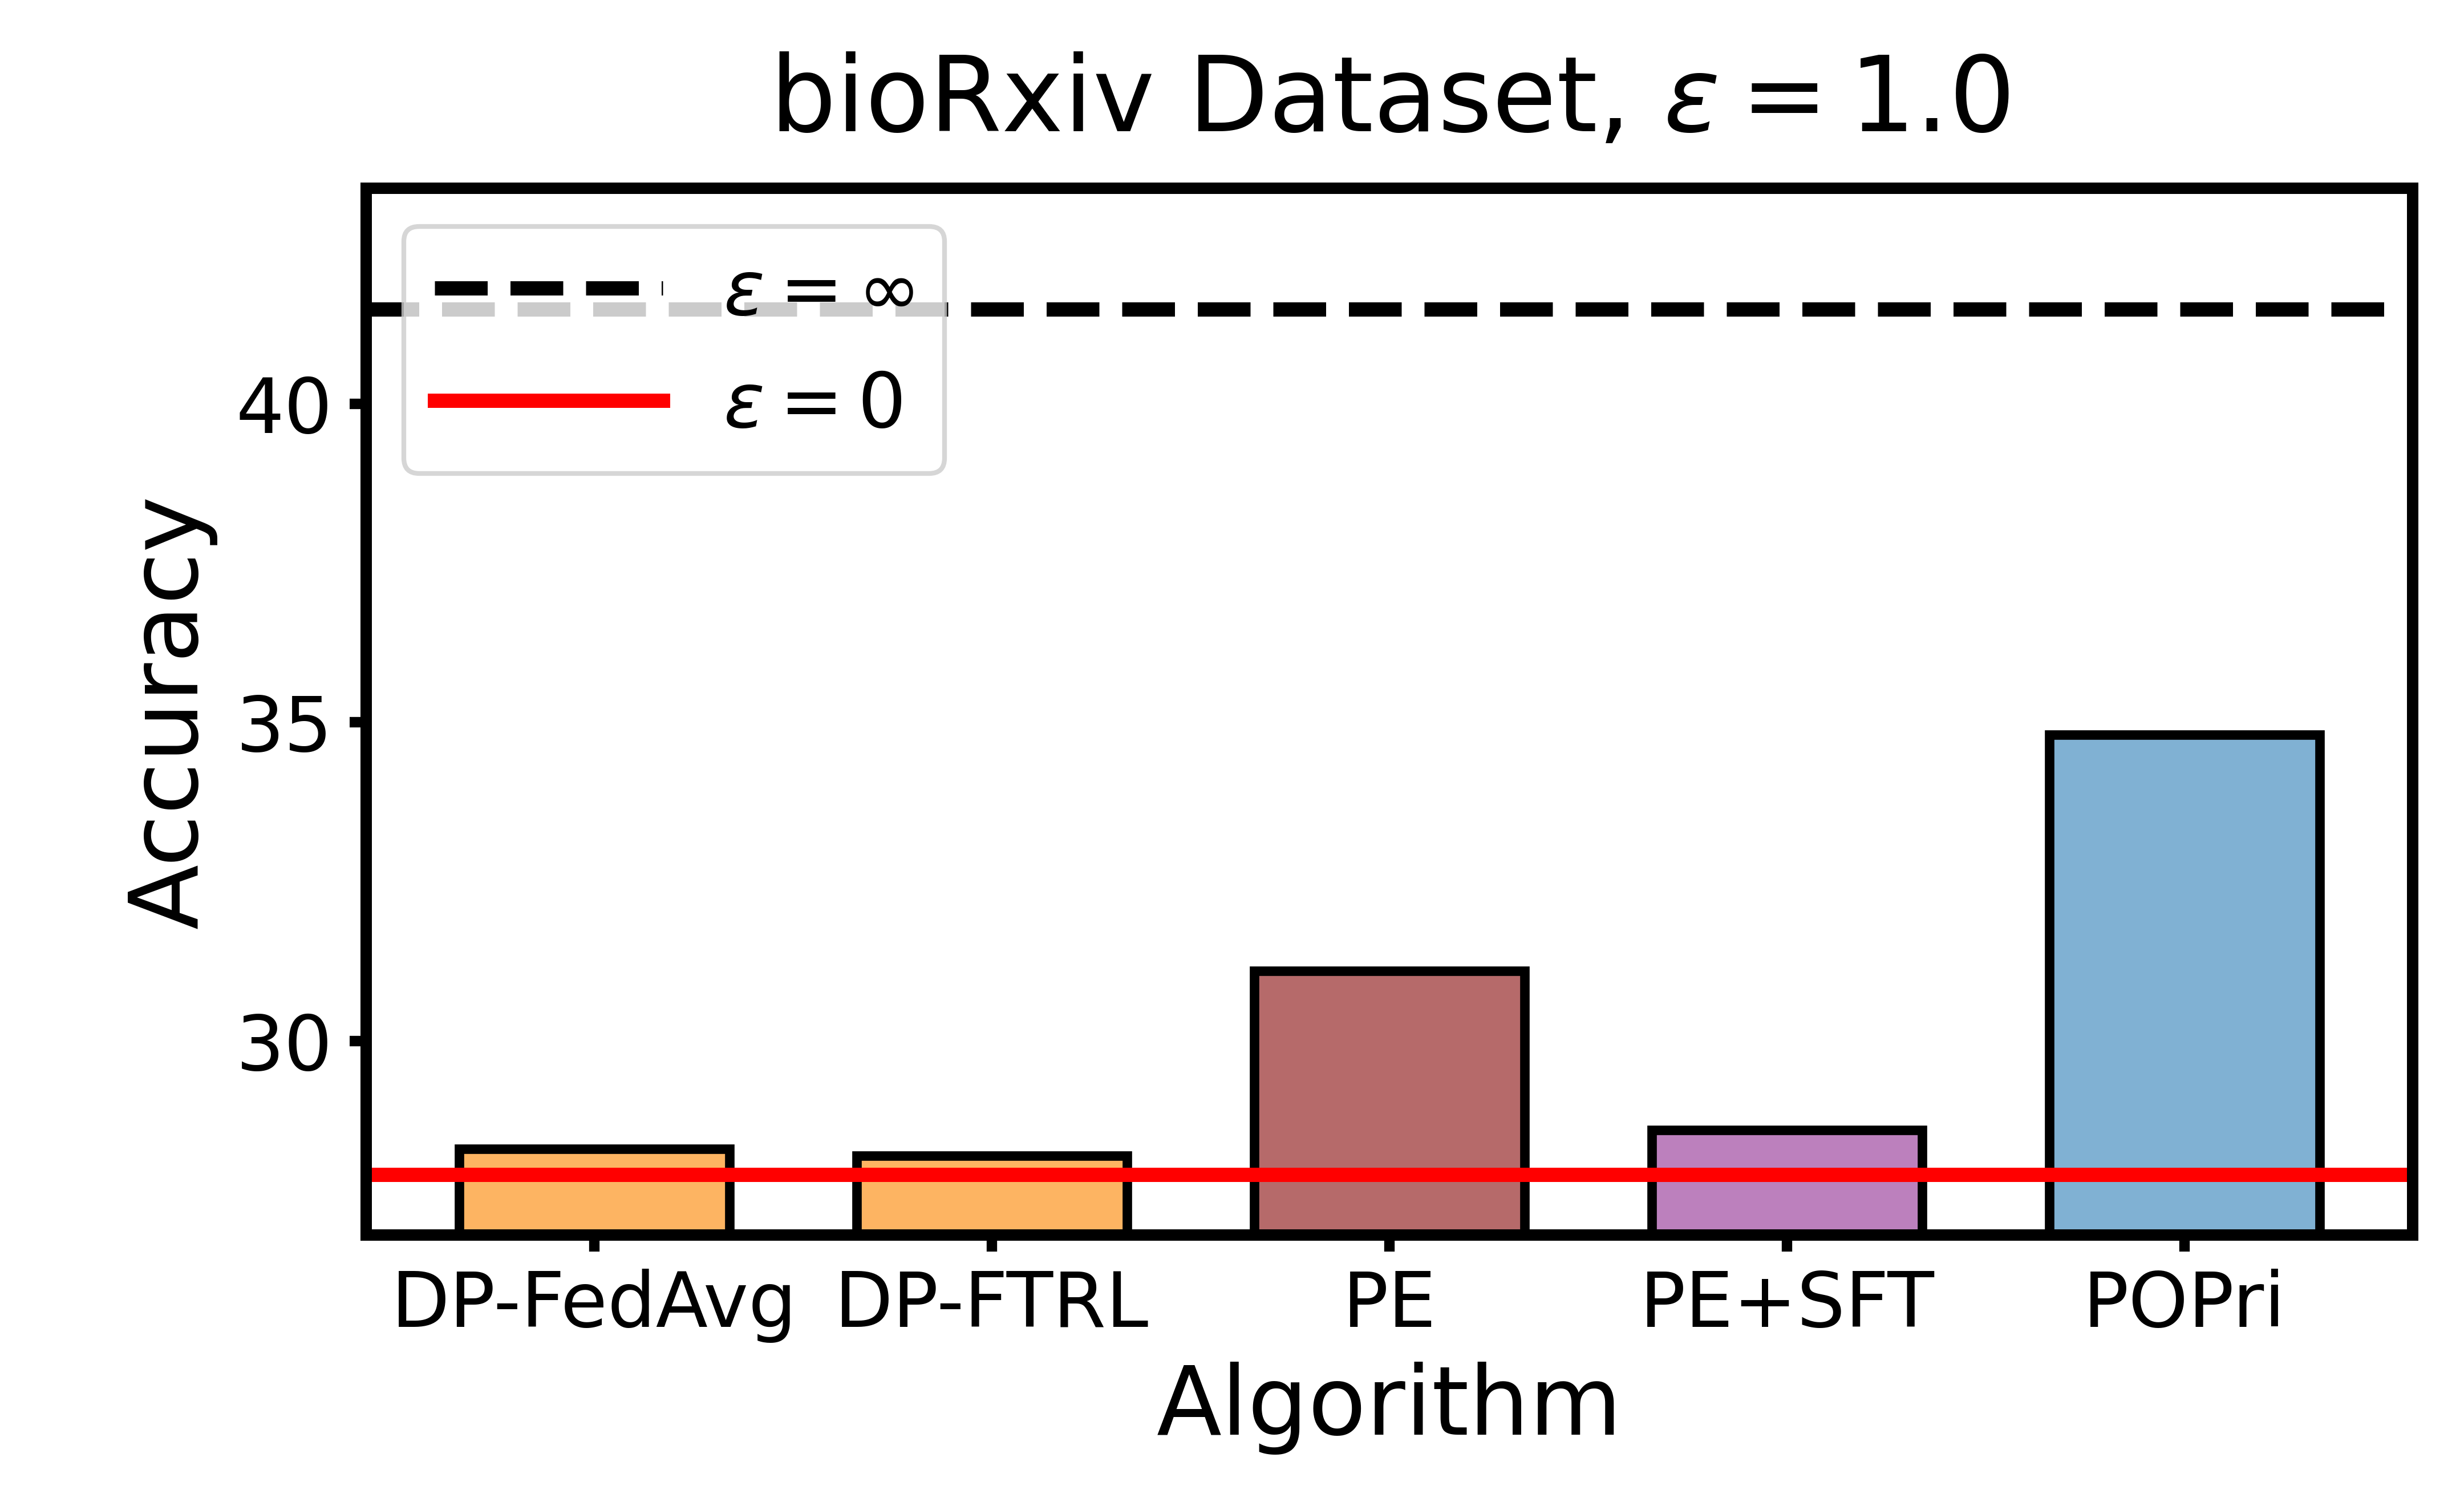 bioRxiv Dataset, ε = 1.0
ε = ∞
ε = 0
40
35
30
Accuracy
DP-FedAvg DP-FTRL PE PE+SFT POPri
Algorithm